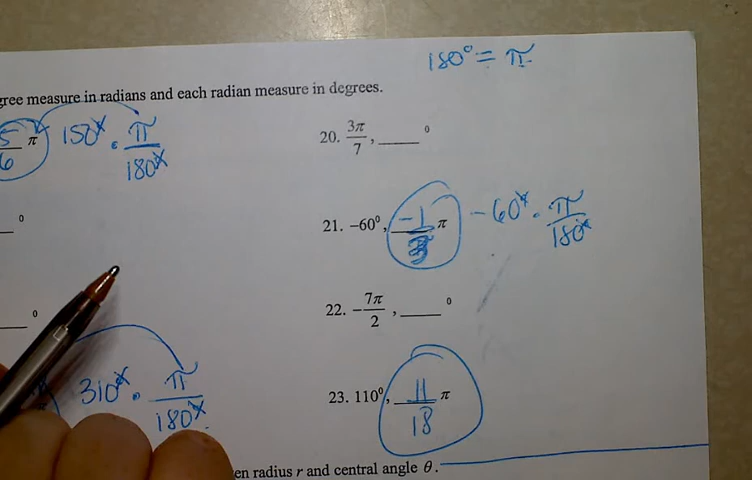 180° = π
gree measure in radians and each radian measure in degrees.
5/6 π 150° · π/180°
20. 3π/7, ____ °
____ °
21. -60°, -1/3 π -60° · π/180°
____ °
22. -7π/2, ____ °
310° · π/180°
23. 110°, 11/18 π
en radius r and central angle θ.